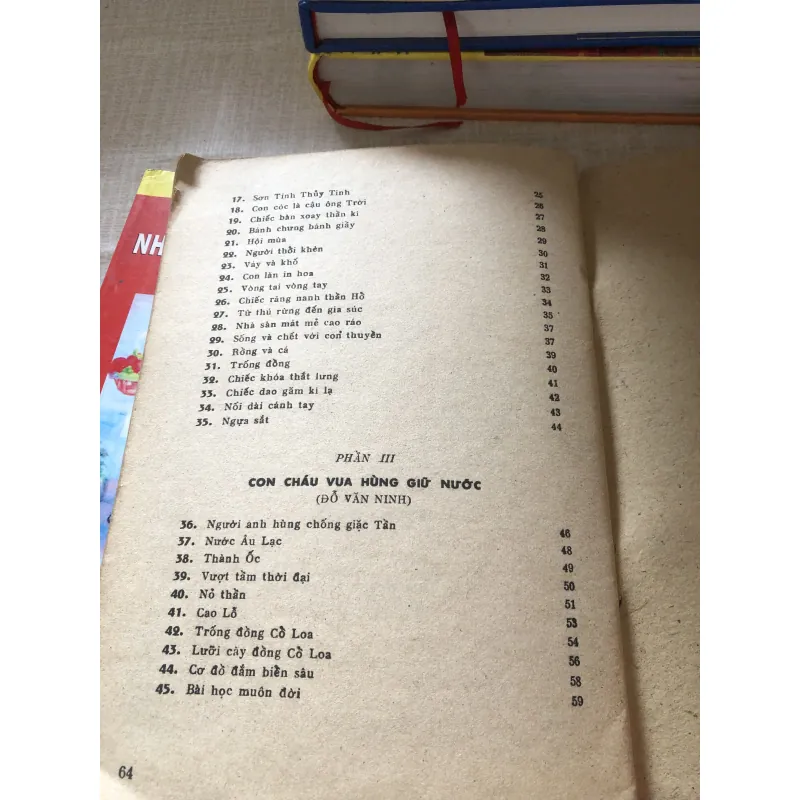 NH
17. Sơn Tinh Thủy Tinh 25
18. Con cóc là cậu ông Trời 26
19. Chiếc bàn xoay thần kì 27
20. Bánh chưng bánh giầy 28
21. Hội mùa 29
22. Người thổi khèn 30
23. Váy và khố 31
24. Con lăn in hoa 32
25. Vòng tai vòng tay 33
26. Chiếc răng nanh thần Hổ 34
27. Từ thú rừng đến gia súc 35
28. Nhà sàn mát mẻ cao ráo 37
29. Sống và chết với con thuyền 37
30. Rồng và cá 39
31. Trống đồng 40
32. Chiếc khóa thắt lưng 41
33. Chiếc dao găm kì lạ 42
34. Nối dài cánh tay 43
35. Ngựa sắt 44
PHẦN III
CON CHÁU VUA HÙNG GIỮ NƯỚC
(ĐỖ VĂN NINH)
36. Người anh hùng chống giặc Tần 46
37. Nước Âu Lạc 48
38. Thành Ốc 49
39. Vượt tầm thời đại 50
40. Nỏ thần 51
41. Cao Lỗ 53
42. Trống đồng Cổ Loa 54
43. Lưỡi cày đồng Cổ Loa 56
44. Cơ đồ đắm biển sâu 58
45. Bài học muôn đời 59
64